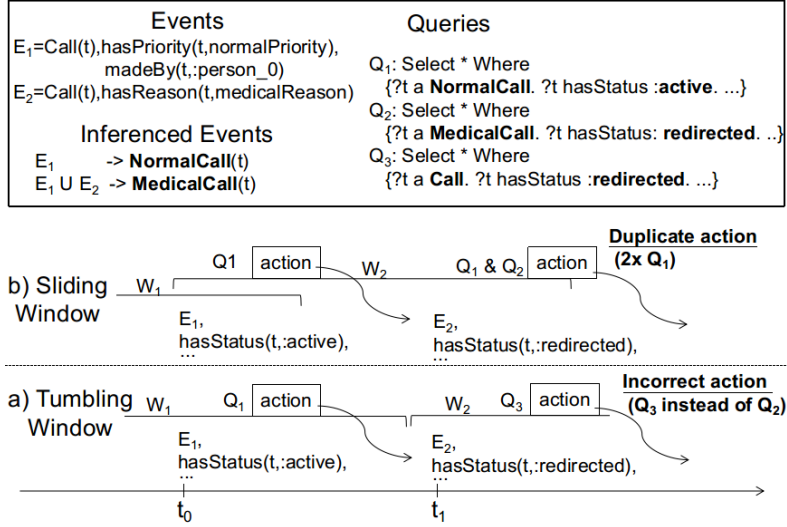 Events
E1=Call(t),hasPriority(t,normalPriority),
madeBy(t,:person_0)
E2=Call(t),hasReason(t,medicalReason)
Inferenced Events
E1 -> NormalCall(t)
E1 U E2 -> MedicalCall(t)
Queries
Q1: Select * Where
{?t a NormalCall. ?t hasStatus :active. ...}
Q2: Select * Where
{?t a MedicalCall. ?t hasStatus: redirected. ..}
Q3: Select * Where
{?t a Call. ?t hasStatus :redirected. ...}
b) Sliding
Window
W1
Q1
action
W2
Q1 & Q2
action
Duplicate action
(2x Q1)
E1,
hasStatus(t,:active),
...
E2,
hasStatus(t,:redirected),
...
a) Tumbling
Window
W1
Q1
action
W2
Q3
action
Incorrect action
(Q3 instead of Q2)
E1,
hasStatus(t,:active),
...
E2,
hasStatus(t,:redirected),
...
t0
t1